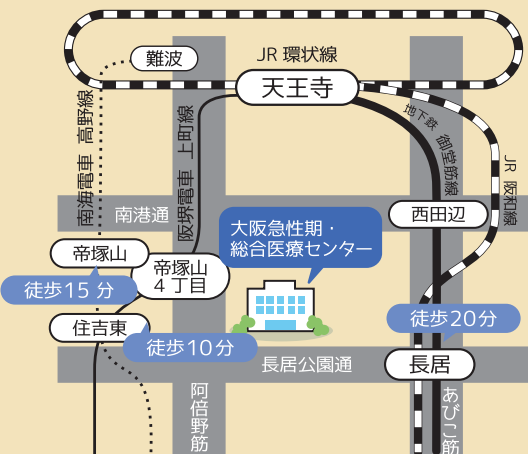 難波
JR 環状線
天王寺
地下鉄 御堂筋線
南海電車 高野線
阪堺電車 上町線
JR 阪和線
南港通
西田辺
大阪急性期・
総合医療センター
帝塚山
帝塚山
4 丁目
徒歩15 分
徒歩20分
住吉東
徒歩10分
長居公園通
長居
阿倍野筋
あびこ筋